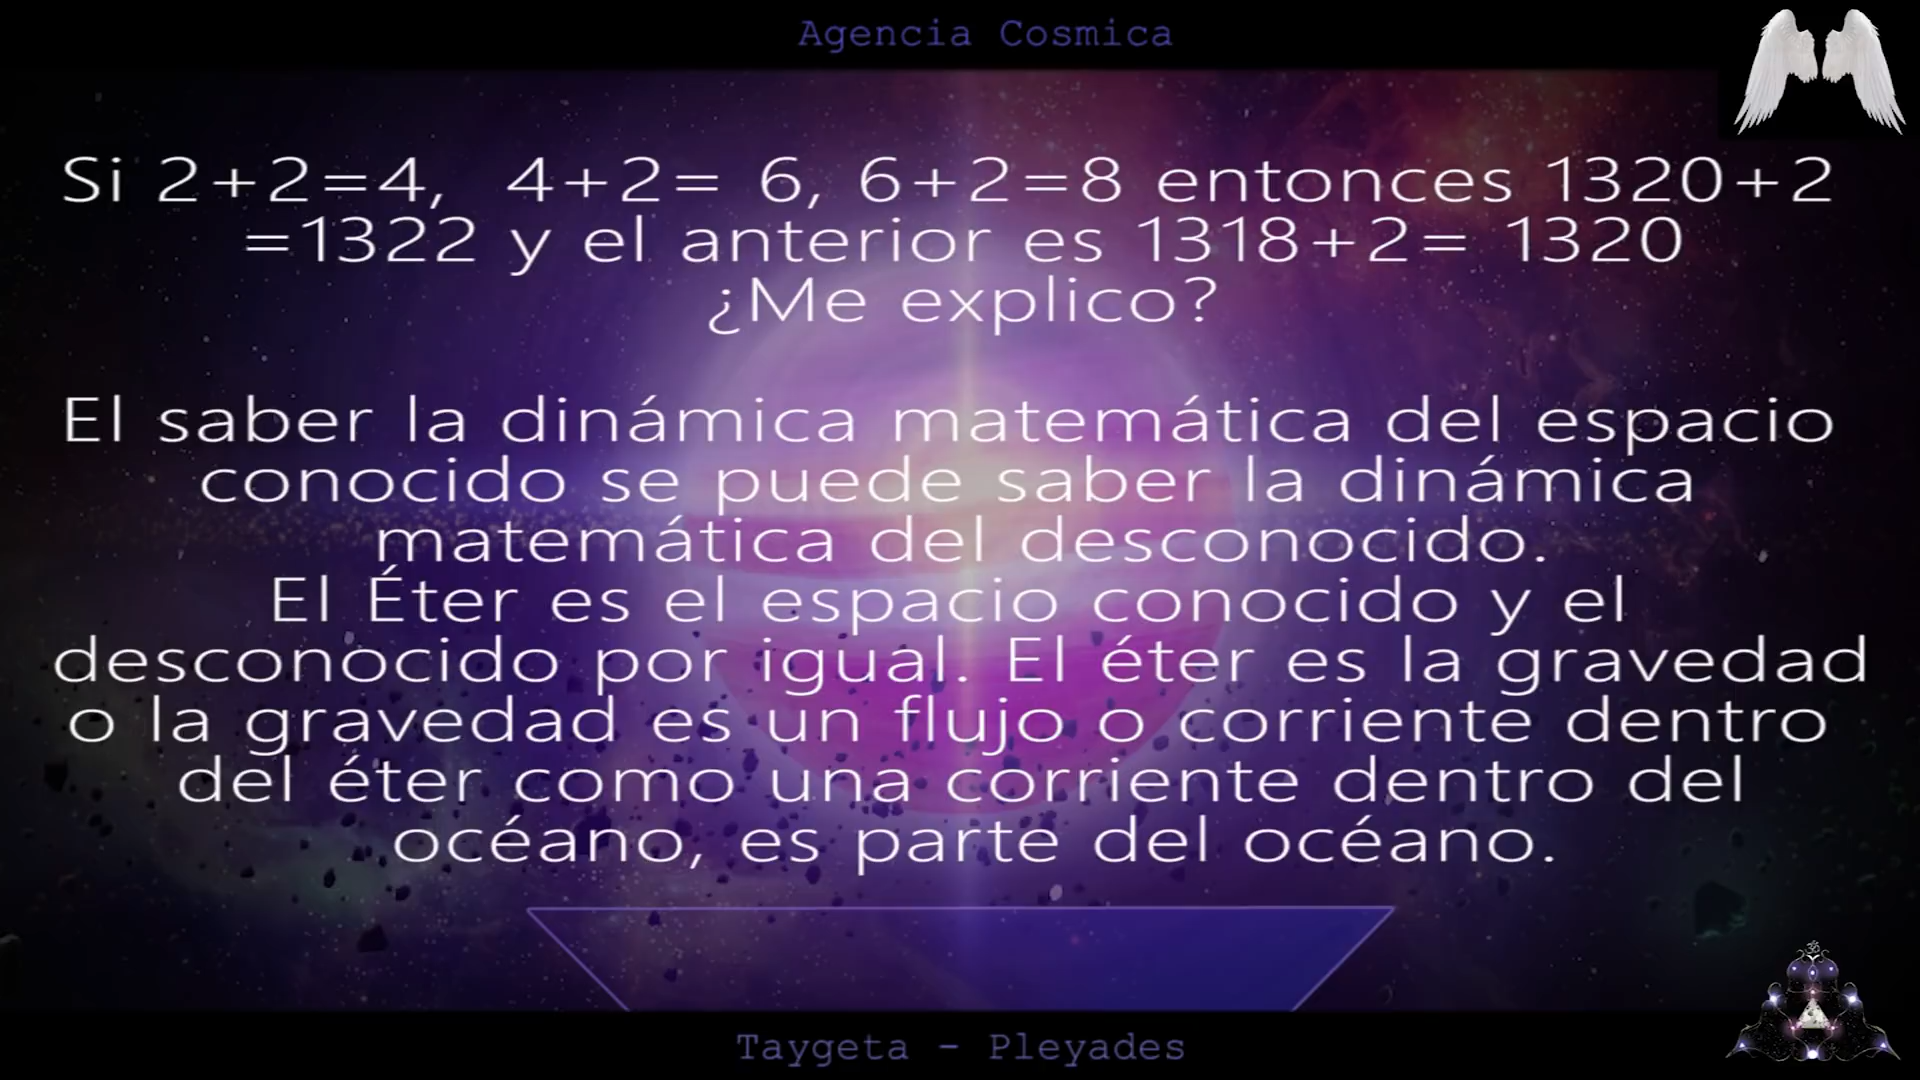 Agencia Cosmica
Si 2+2=4, 4+2= 6, 6+2=8 entonces 1320+2
=1322 y el anterior es 1318+2= 1320
¿Me explico?
El saber la dinámica matemática del espacio
conocido se puede saber la dinámica
matemática del desconocido.
El Éter es el espacio conocido y el
desconocido por igual. El éter es la gravedad
o la gravedad es un flujo o corriente dentro
del éter como una corriente dentro del
océano, es parte del océano.
Taygeta - Pleyades